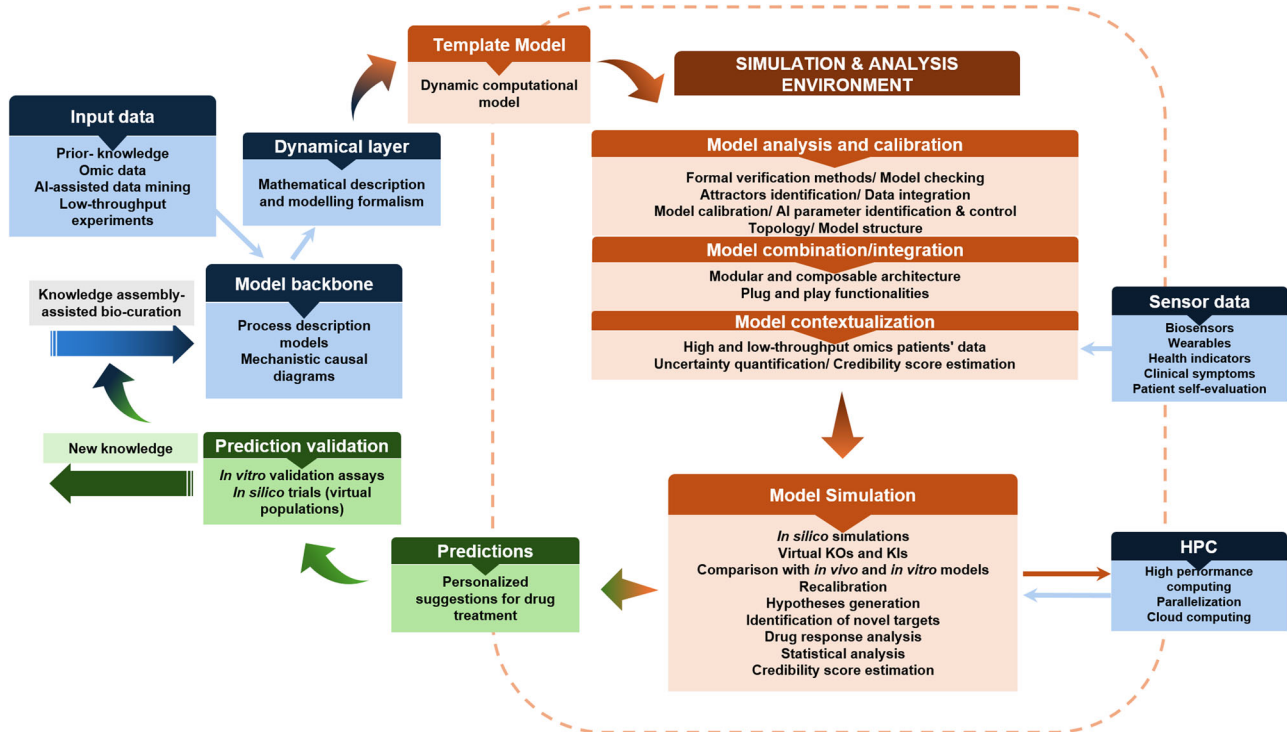 Template Model
Dynamic computational
model
SIMULATION & ANALYSIS
ENVIRONMENT
Input data
Prior- knowledge
Omic data
AI-assisted data mining
Low-throughput
experiments
Dynamical layer
Mathematical description
and modelling formalism
Model analysis and calibration
Formal verification methods/ Model checking
Attractors identification/ Data integration
Model calibration/ AI parameter identification & control
Topology/ Model structure
Model combination/integration
Modular and composable architecture
Plug and play functionalities
Model contextualization
High and low-throughput omics patients' data
Uncertainty quantification/ Credibility score estimation
Knowledge assembly-
assisted bio-curation
Model backbone
Process description
models
Mechanistic causal
diagrams
Sensor data
Biosensors
Wearables
Health indicators
Clinical symptoms
Patient self-evaluation
New knowledge
Prediction validation
In vitro validation assays
In silico trials (virtual
populations)
Predictions
Personalized
suggestions for drug
treatment
Model Simulation
In silico simulations
Virtual KOs and KIs
Comparison with in vivo and in vitro models
Recalibration
Hypotheses generation
Identification of novel targets
Drug response analysis
Statistical analysis
Credibility score estimation
HPC
High performance
computing
Parallelization
Cloud computing